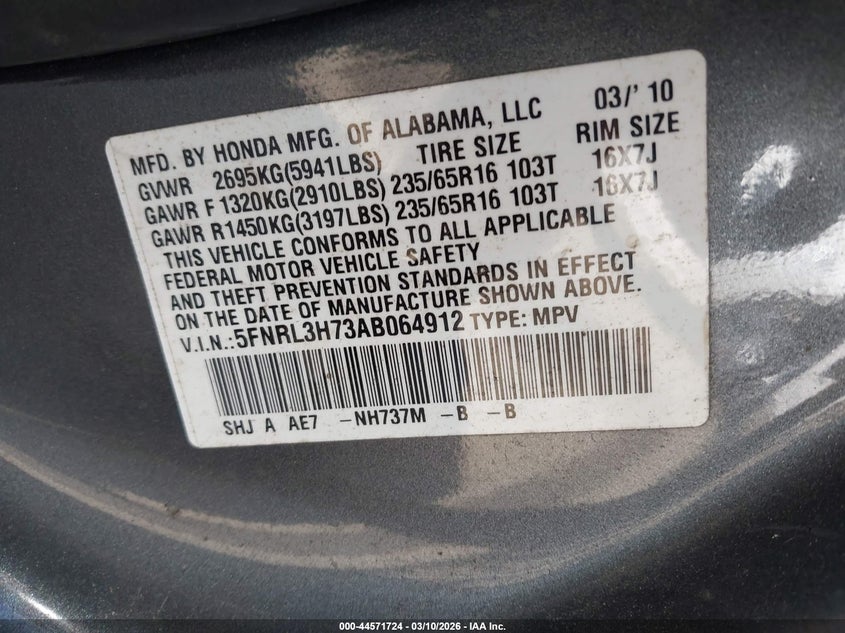 MFD. BY HONDA MFG. OF ALABAMA, LLC 03/' 10
GVWR 2695KG(5941LBS) TIRE SIZE RIM SIZE
GAWR F 1320KG(2910LBS) 235/65R16 103T 16X7J
GAWR R1450KG(3197LBS) 235/65R16 103T 16X7J
THIS VEHICLE CONFORMS TO ALL APPLICABLE
FEDERAL MOTOR VEHICLE SAFETY
AND THEFT PREVENTION STANDARDS IN EFFECT
ON THE DATE OF MANUFACTURE SHOWN ABOVE.
V.I.N.:5FNRL3H73AB064912 TYPE: MPV
SHJ A AE7 -NH737M -B -B
000-44571724 | 03/10/2026 | IAA Inc.